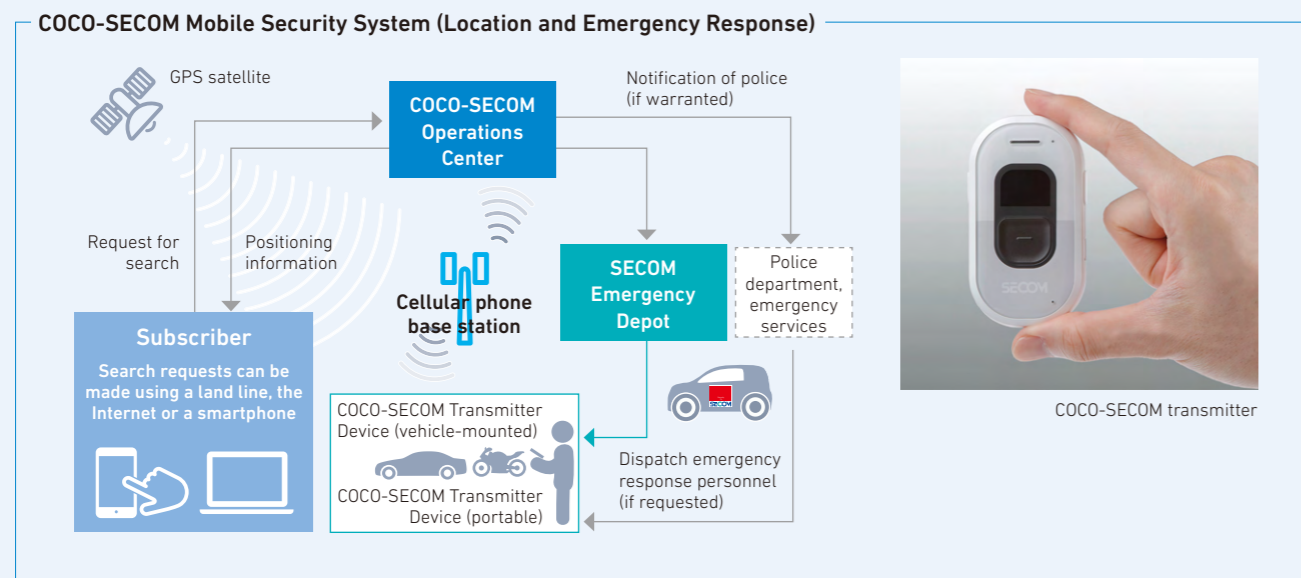 COCO-SECOM Mobile Security System (Location and Emergency Response)
GPS satellite
COCO-SECOM
Operations
Center
Notification of police
(if warranted)
Request for
search
Positioning
information
Cellular phone
base station
SECOM
Emergency
Depot
Police
department,
emergency
services
Subscriber
Search requests can be
made using a land line, the
Internet or a smartphone
SECOM
COCO-SECOM Transmitter
Device (vehicle-mounted)
COCO-SECOM Transmitter
Device (portable)
Dispatch emergency
response personnel
(if requested)
SECOM
COCO-SECOM transmitter